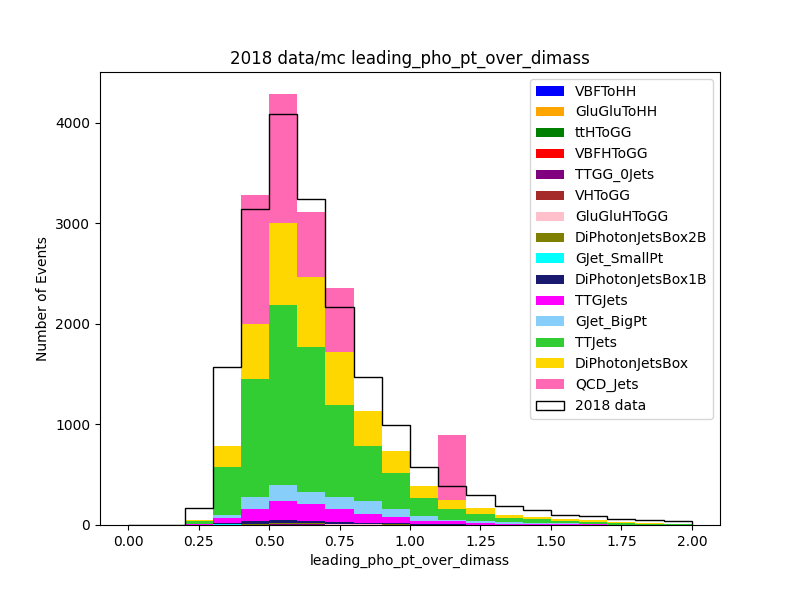 2018 data/mc leading_pho_pt_over_dimass
Number of Events
4000
3000
2000
1000
0
0.00 0.25 0.50 0.75 1.00 1.25 1.50 1.75 2.00
leading_pho_pt_over_dimass
VBFToHH
GluGluToHH
ttHToGG
VBFHToGG
TTGG_0Jets
VHToGG
GluGluHToGG
DiPhotonJetsBox2B
GJet_SmallPt
DiPhotonJetsBox1B
TTGJets
GJet_BigPt
TTJets
DiPhotonJetsBox
QCD_Jets
2018 data